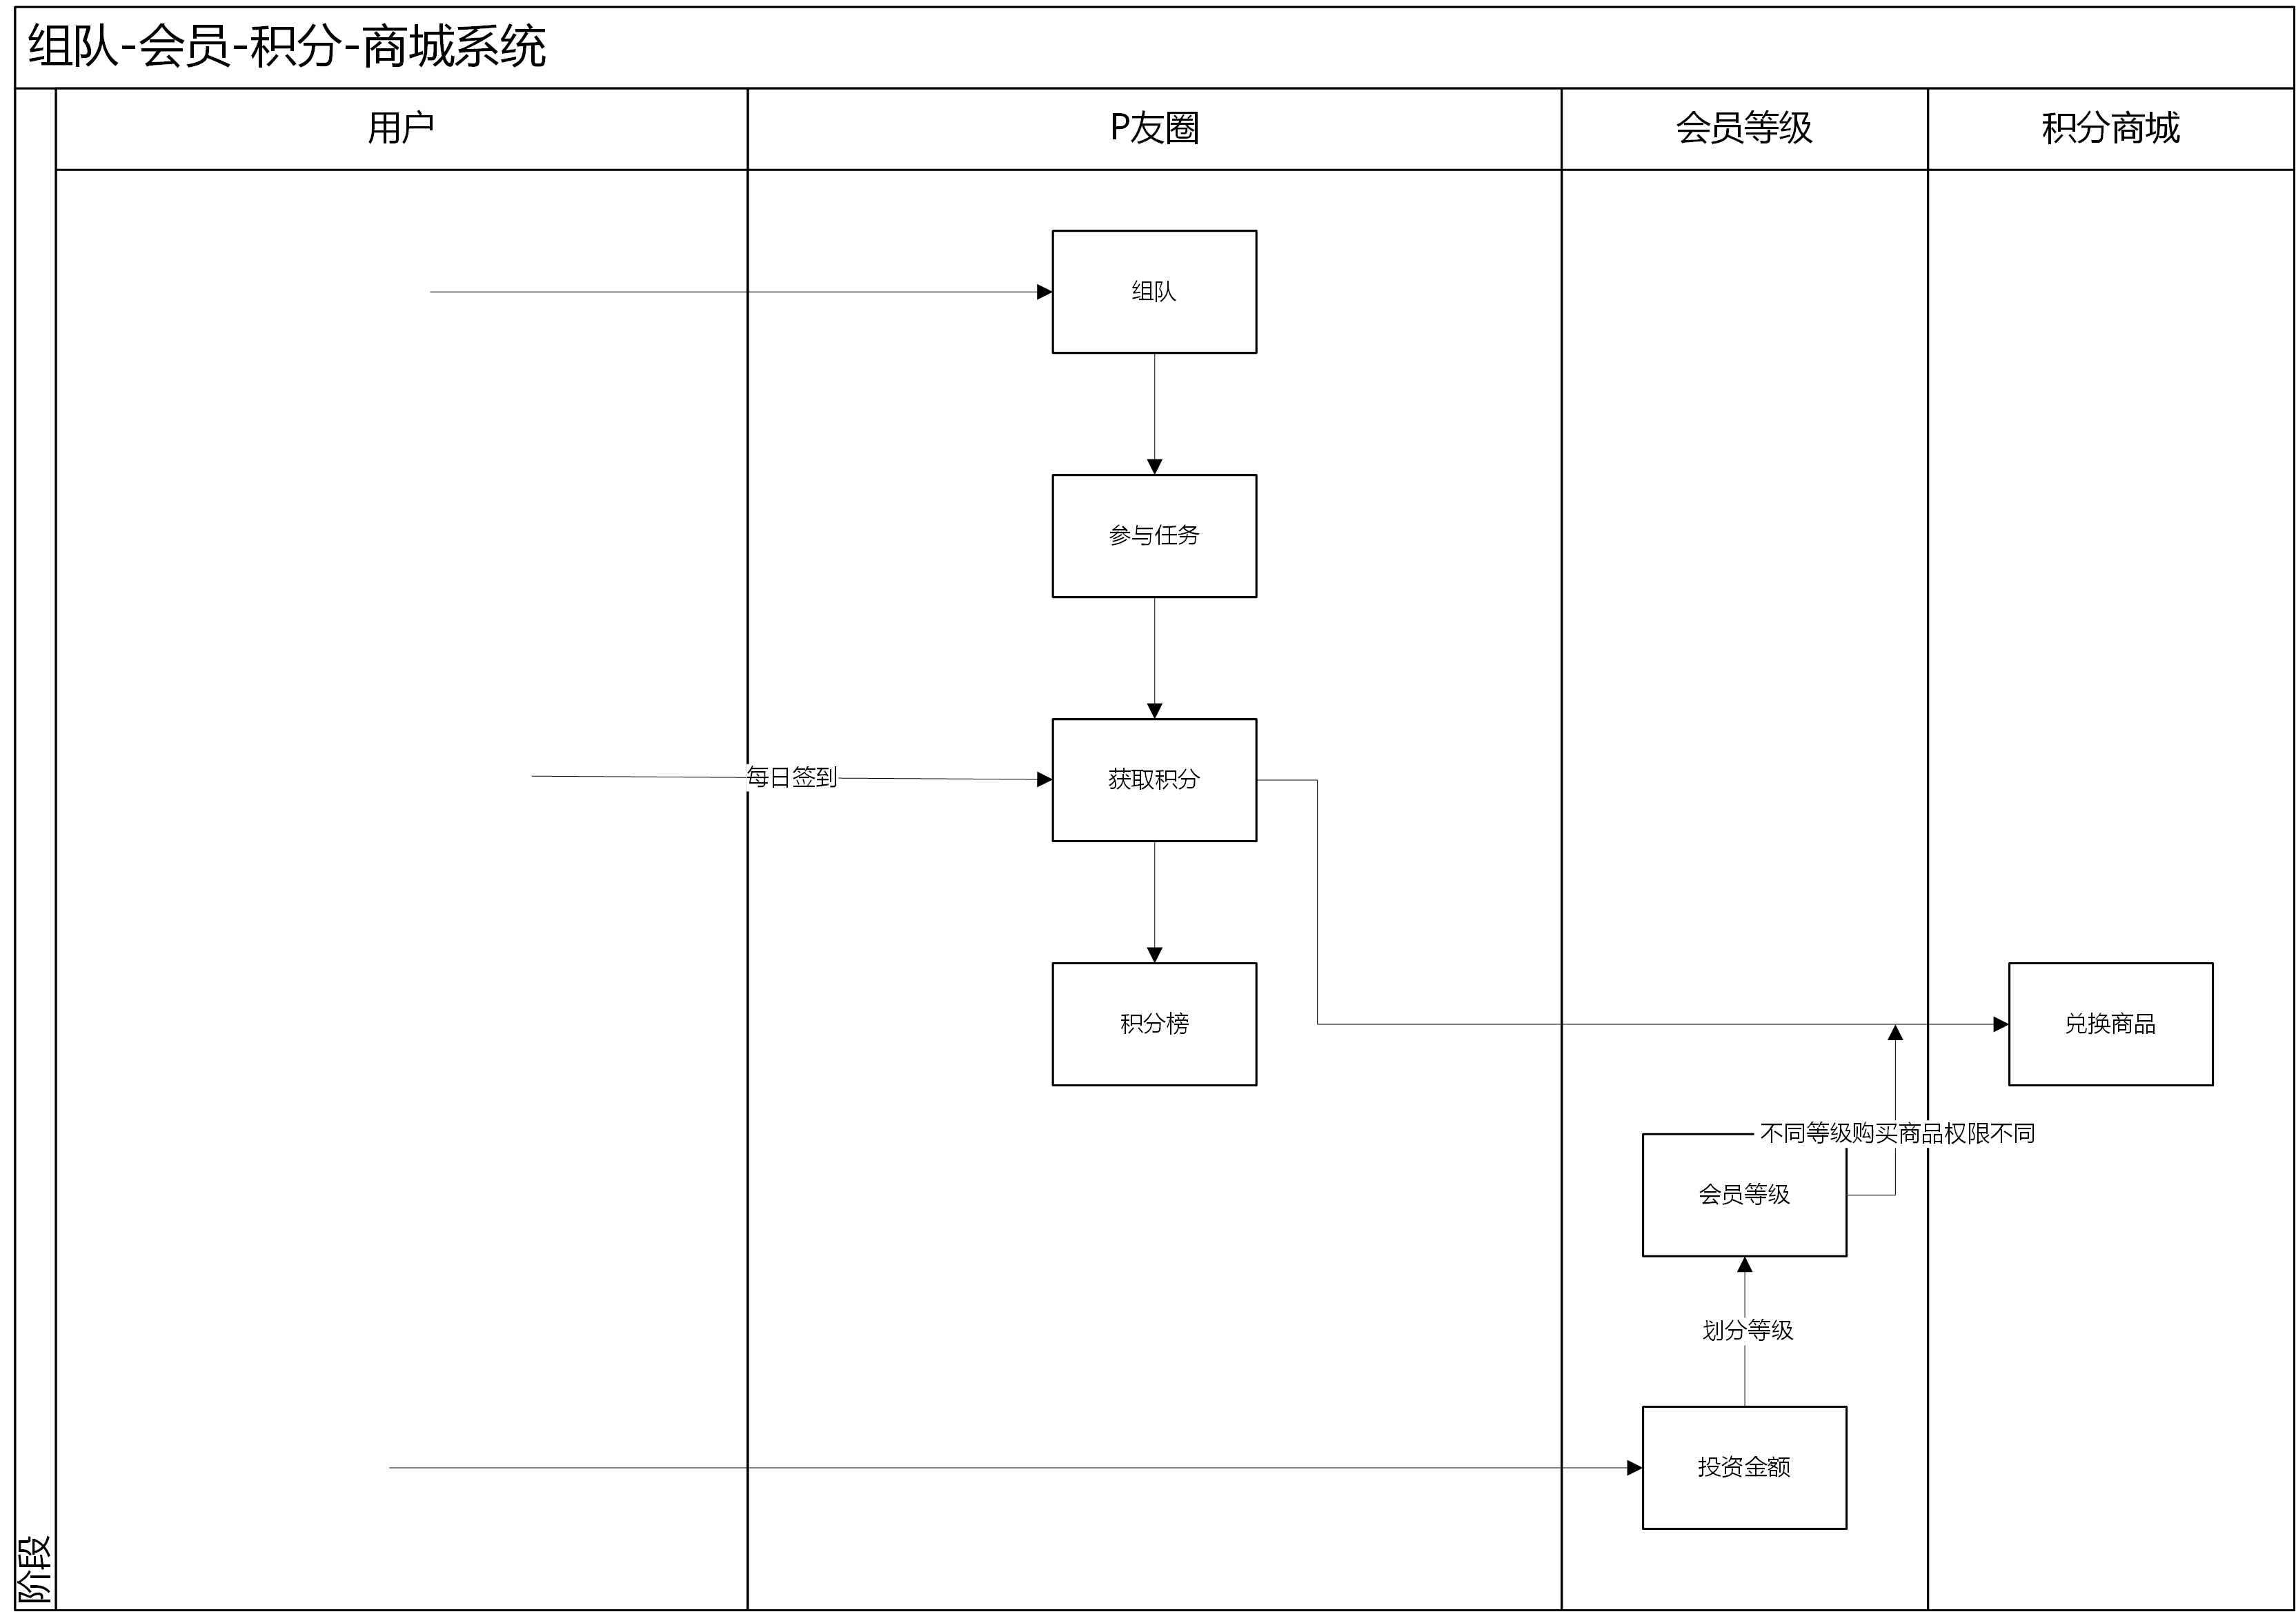 组队-会员-积分-商城系统
用户
P友圈
会员等级
积分商城
组队
参与任务
每日签到
获取积分
积分榜
兑换商品
不同等级购买商品权限不同
会员等级
划分等级
投资金额
阶段